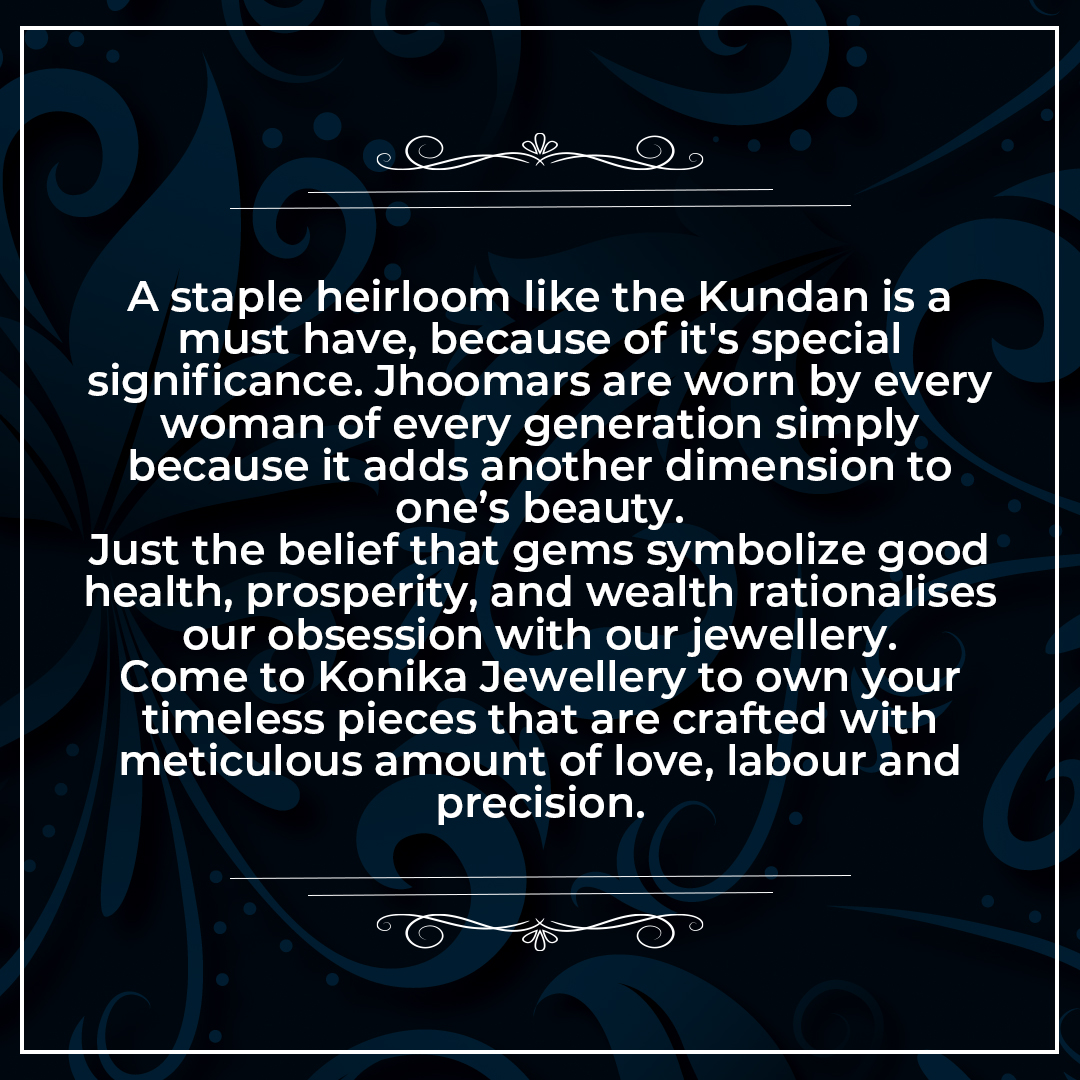 A staple heirloom like the Kundan is a
must have, because of it's special
significance. Jhoomars are worn by every
woman of every generation simply
because it adds another dimension to
one’s beauty.
Just the belief that gems symbolize good
health, prosperity, and wealth rationalises
our obsession with our jewellery.
Come to Konika Jewellery to own your
timeless pieces that are crafted with
meticulous amount of love, labour and
precision.